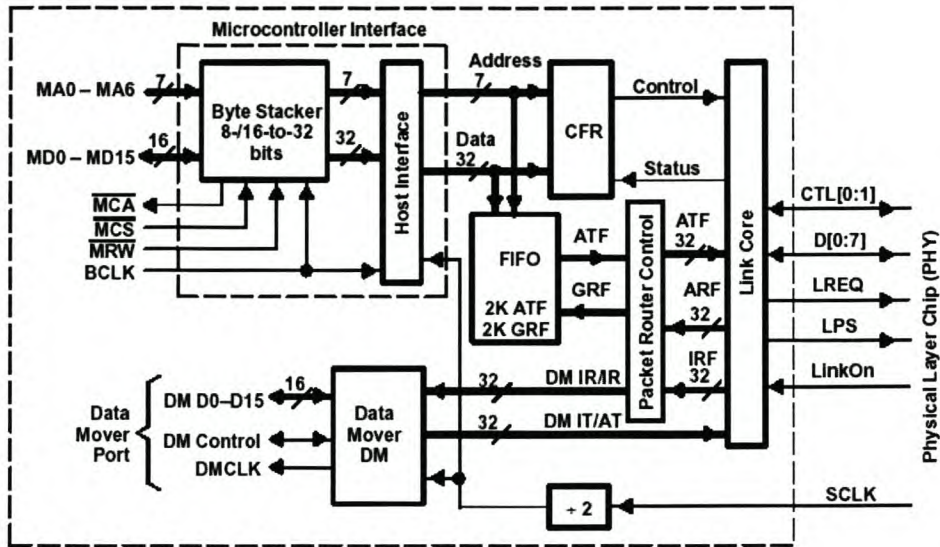 Microcontroller Interface
MA0 – MA6
7
Byte Stacker
8-/16-to-32
bits
7
Host Interface
Address
7
CFR
Control
MD0 – MD15
16
32
Data
32
Status
Link Core
MCA
MCS
MRW
BCLK
FIFO
2K ATF
2K GRF
ATF
GRF
Packet Router Control
ATF
32
ARF
32
IRF
32
CTL[0:1]
D[0:7]
LREQ
LPS
LinkOn
Physical Layer Chip (PHY)
Data
Mover
Port
DM D0–D15
16
DM Control
DMCLK
Data
Mover
DM
32
DM IR/IR
32
DM IT/AT
÷ 2
SCLK